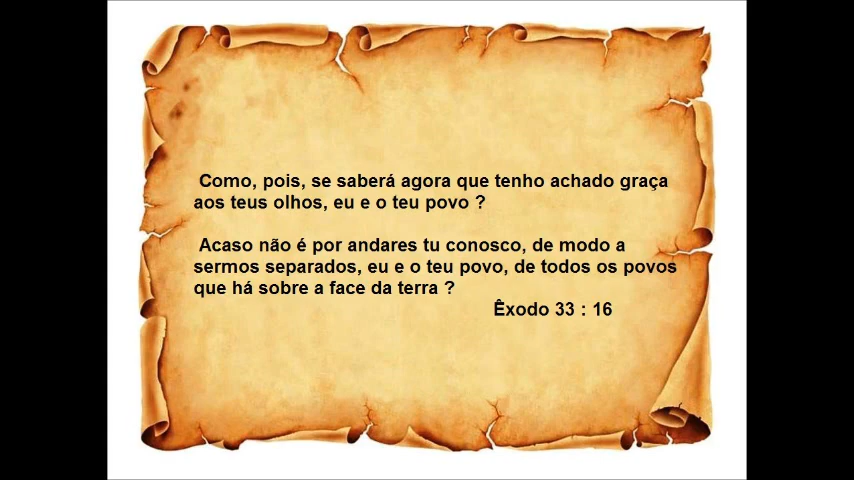 Como, pois, se saberá agora que tenho achado graça
aos teus olhos, eu e o teu povo ?
Acaso não é por andares tu conosco, de modo a
sermos separados, eu e o teu povo, de todos os povos
que há sobre a face da terra ?
Êxodo 33 : 16